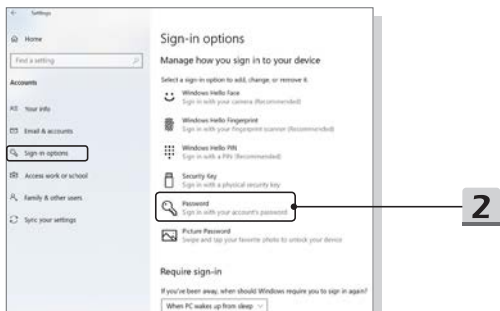 Settings
Home
Find a setting
Accounts
Your info
Email & accounts
Sign-in options
Access work or school
Family & other users
Sync your settings
Sign-in options
Manage how you sign in to your device
Select a sign-in option to add, change, or remove it.
Windows Hello Face
Sign in with your camera (Recommended)
Windows Hello Fingerprint
Sign in with your fingerprint scanner (Recommended)
Windows Hello PIN
Sign in with a PIN (Recommended)
Security Key
Sign in with a physical security key
Password
Sign in with your account's password
Picture Password
Swipe and tap your favorite photo to unlock your device
Require sign-in
If you've been away, when should Windows require you to sign in again?
When PC wakes up from sleep
2